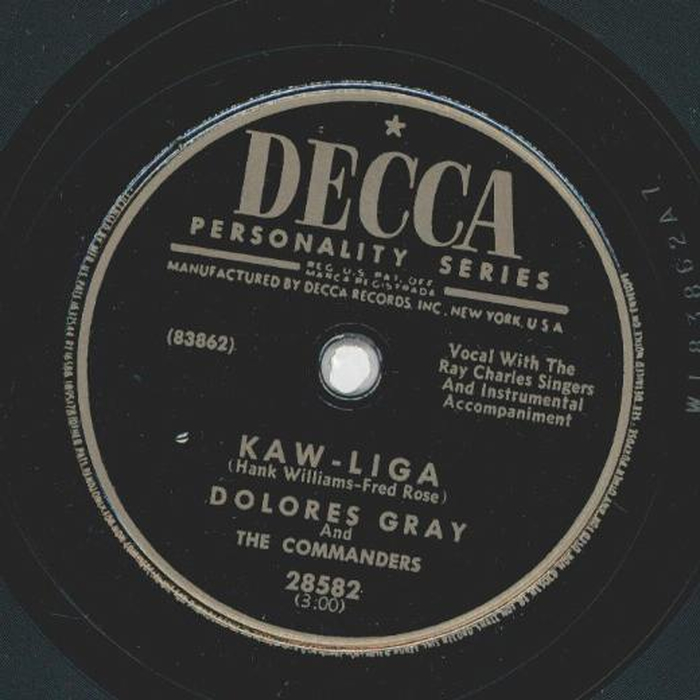 DECCA
PERSONALITY SERIES
REG. U.S. PAT. OFF.
MARCA REGISTRADA
MANUFACTURED BY DECCA RECORDS, INC., NEW YORK, U S A
(83862)
Vocal With The
Ray Charles Singers
And Instrumental
Accompaniment
KAW-LIGA
(Hank Williams-Fred Rose)
DOLORES GRAY
And
THE COMMANDERS
28582
(3:00)